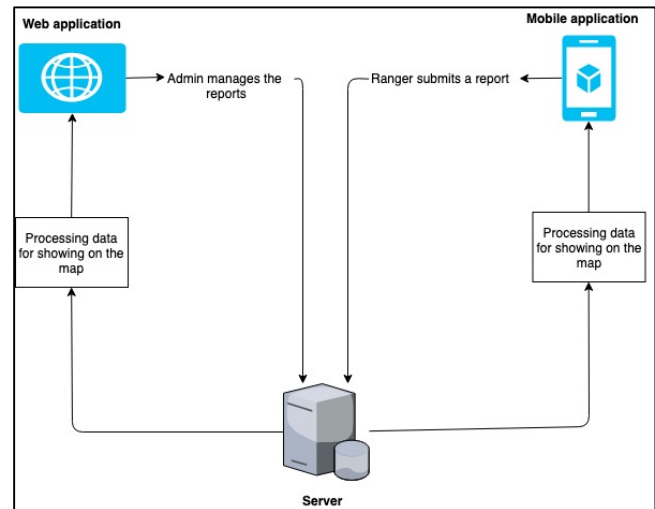 Web application
Mobile application
Admin manages the
reports
Ranger submits a report
Processing data
for showing on the
map
Processing data
for showing on the
map
Server